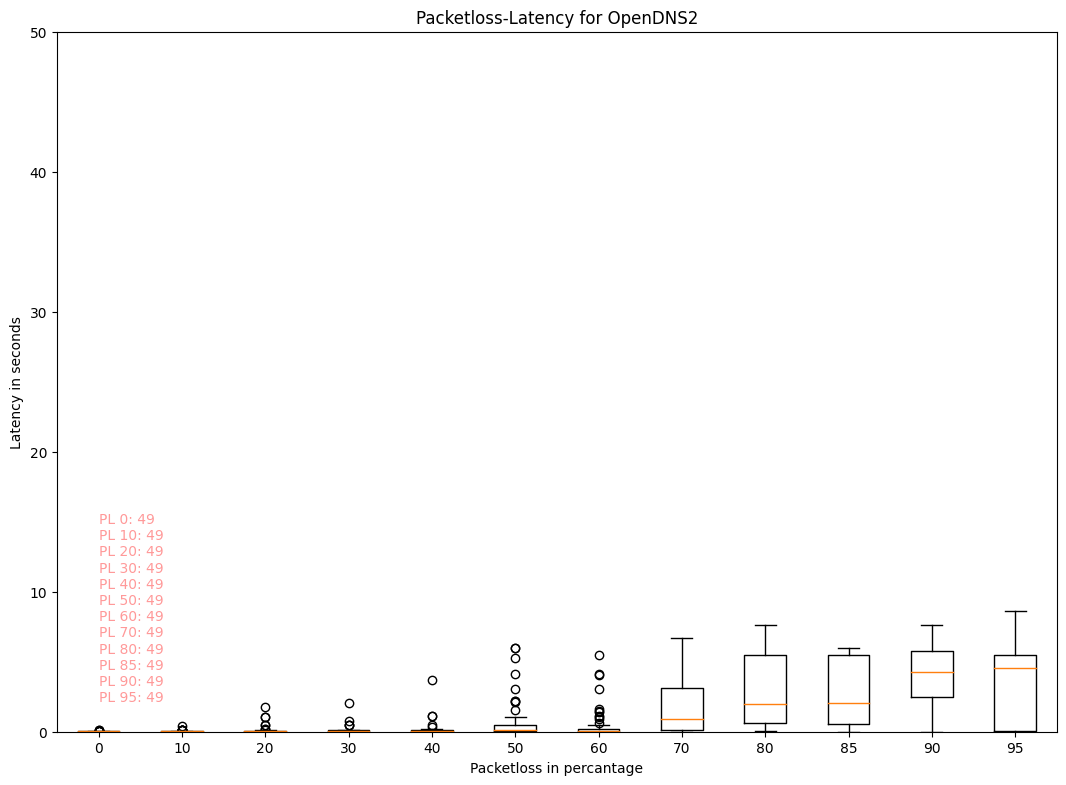 Packetloss-Latency for OpenDNS2
50
40
30
20
10
0
Latency in seconds
PL 0: 49
PL 10: 49
PL 20: 49
PL 30: 49
PL 40: 49
PL 50: 49
PL 60: 49
PL 70: 49
PL 80: 49
PL 85: 49
PL 90: 49
PL 95: 49
0 10 20 30 40 50 60 70 80 85 90 95
Packetloss in percantage